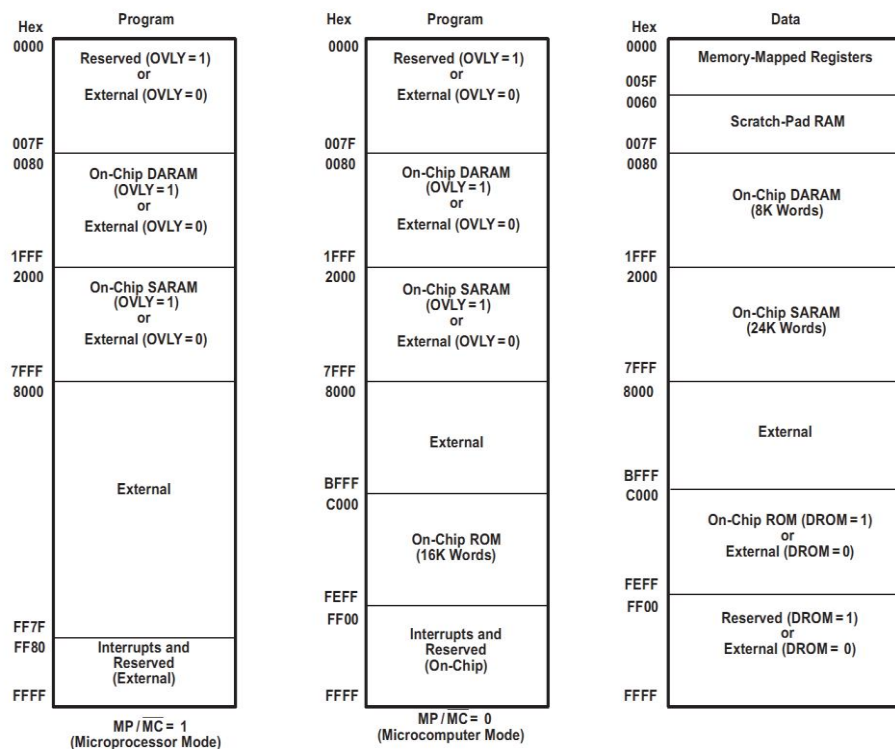 Hex
Program
0000
Reserved (OVLY = 1)
or
External (OVLY = 0)
007F
0080
On-Chip DARAM
(OVLY = 1)
or
External (OVLY = 0)
1FFF
2000
On-Chip SARAM
(OVLY = 1)
or
External (OVLY = 0)
7FFF
8000
External
FF7F
FF80
Interrupts and
Reserved
(External)
FFFF
MP / M̅C̅ = 1
(Microprocessor Mode)
Hex
Program
0000
Reserved (OVLY = 1)
or
External (OVLY = 0)
007F
0080
On-Chip DARAM
(OVLY = 1)
or
External (OVLY = 0)
1FFF
2000
On-Chip SARAM
(OVLY = 1)
or
External (OVLY = 0)
7FFF
8000
External
BFFF
C000
On-Chip ROM
(16K Words)
FEFF
FF00
Interrupts and
Reserved
(On-Chip)
FFFF
MP / M̅C̅ = 0
(Microcomputer Mode)
Hex
Data
0000
Memory-Mapped Registers
005F
0060
Scratch-Pad RAM
007F
0080
On-Chip DARAM
(8K Words)
1FFF
2000
On-Chip SARAM
(24K Words)
7FFF
8000
External
BFFF
C000
On-Chip ROM (DROM = 1)
or
External (DROM = 0)
FEFF
FF00
Reserved (DROM = 1)
or
External (DROM = 0)
FFFF